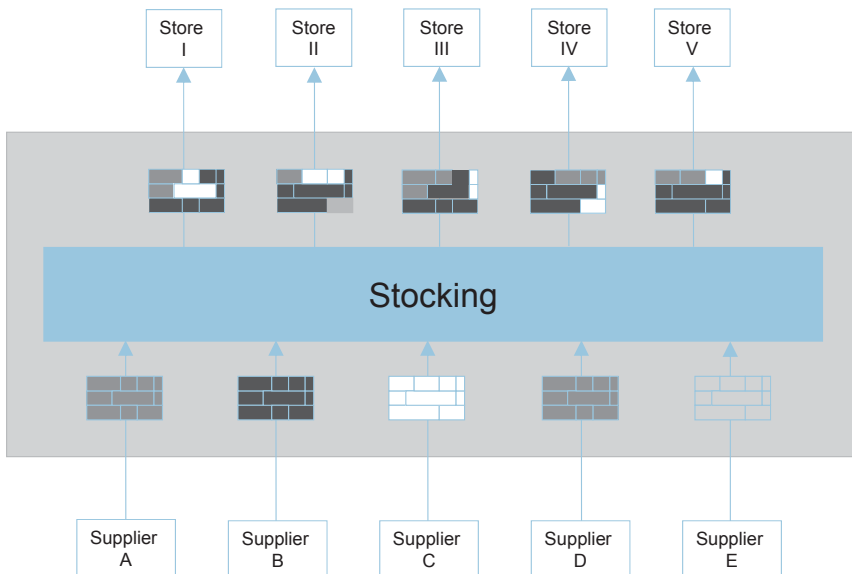 Store
I
Store
II
Store
III
Store
IV
Store
V
Stocking
Supplier
A
Supplier
B
Supplier
C
Supplier
D
Supplier
E